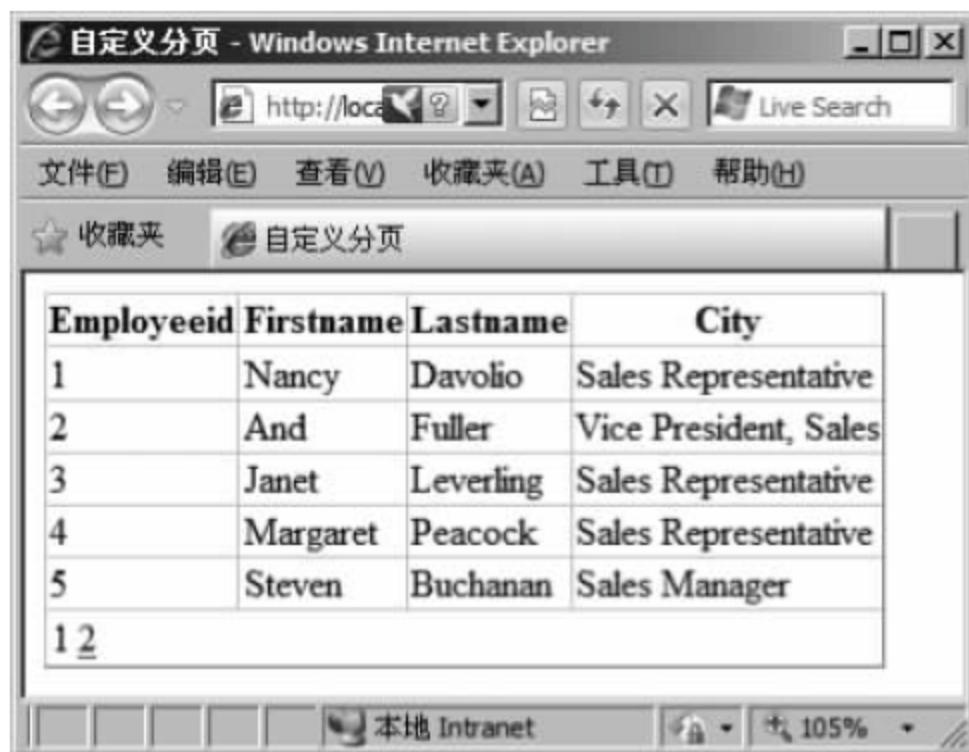 自定义分页 - Windows Internet Explorer
http://loca
Live Search
文件(F) 编辑(E) 查看(V) 收藏夹(A) 工具(T) 帮助(H)
收藏夹 自定义分页
Employeeid Firstname Lastname City
1 Nancy Davolio Sales Representative
2 And Fuller Vice President, Sales
3 Janet Leverling Sales Representative
4 Margaret Peacock Sales Representative
5 Steven Buchanan Sales Manager
1 2
本地 Intranet 105%